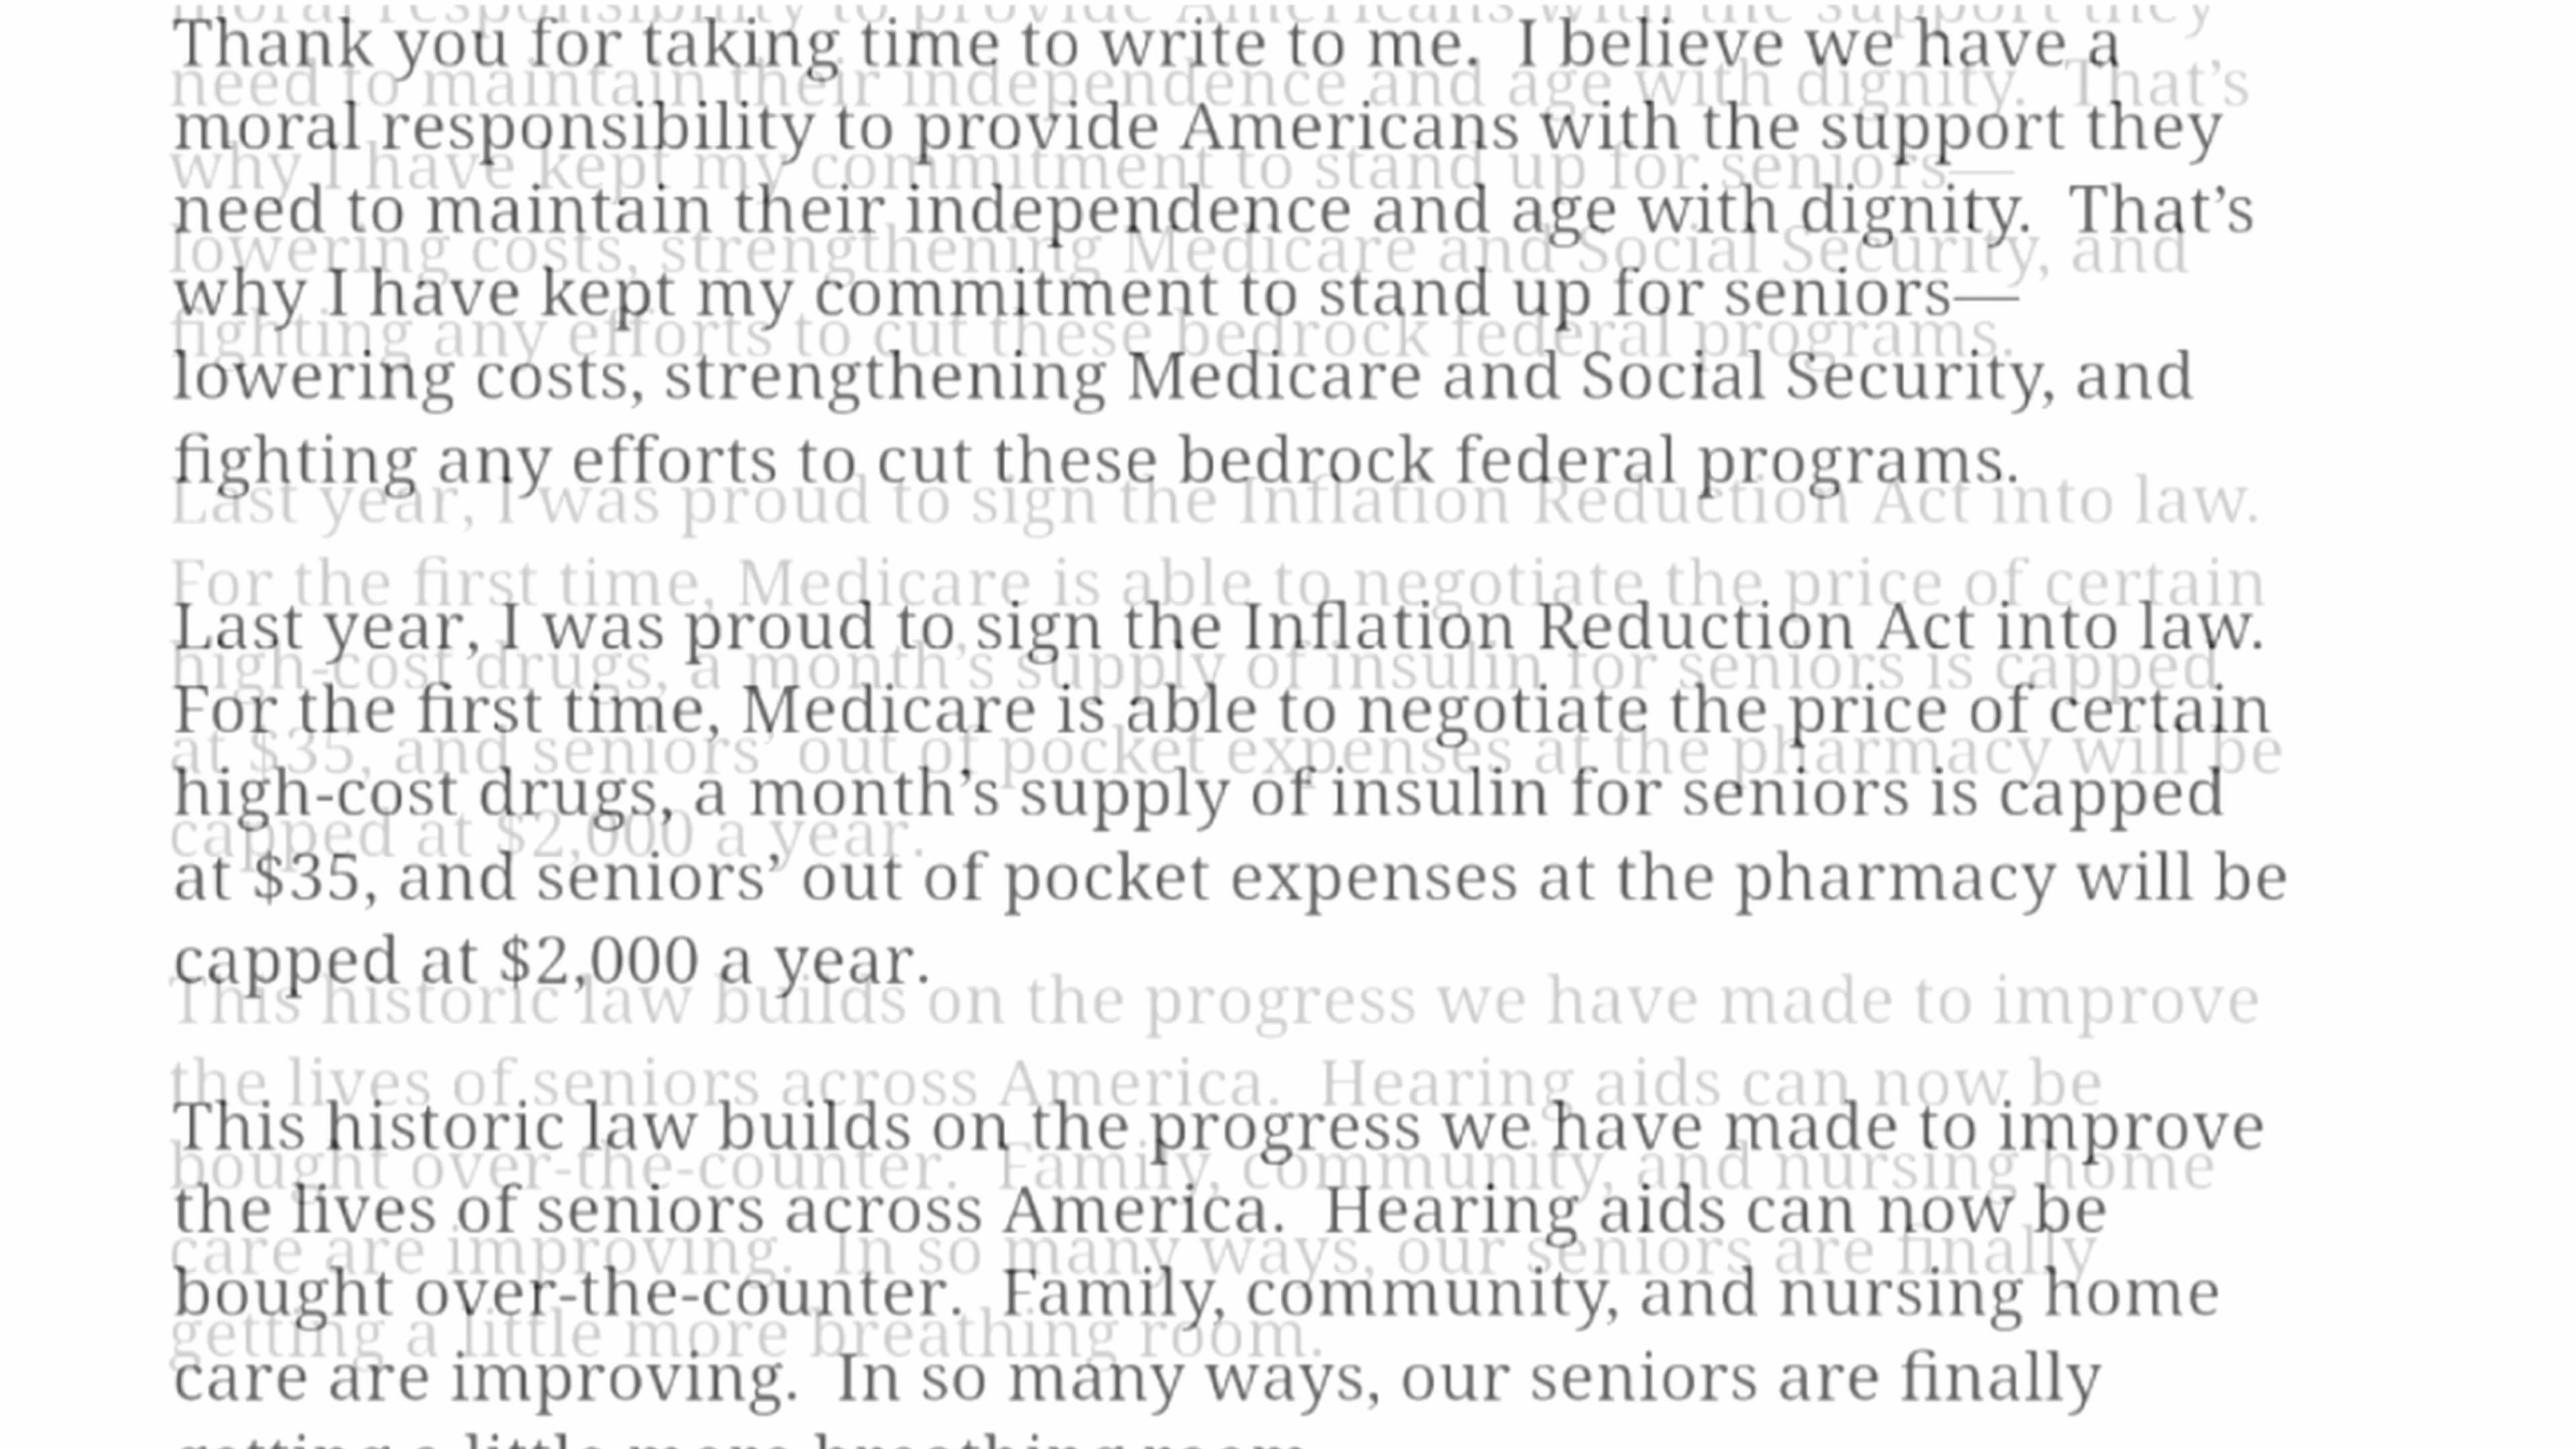 Thank you for taking time to write to me.  I believe we have a
moral responsibility to provide Americans with the support they
need to maintain their independence and age with dignity.  That’s
why I have kept my commitment to stand up for seniors—
lowering costs, strengthening Medicare and Social Security, and
fighting any efforts to cut these bedrock federal programs.
Last year, I was proud to sign the Inflation Reduction Act into law.
For the first time, Medicare is able to negotiate the price of certain
high-cost drugs, a month’s supply of insulin for seniors is capped
at $35, and seniors’ out of pocket expenses at the pharmacy will be
capped at $2,000 a year.
This historic law builds on the progress we have made to improve
the lives of seniors across America.  Hearing aids can now be
bought over-the-counter.  Family, community, and nursing home
care are improving.  In so many ways, our seniors are finally
getting a little more breathing room.